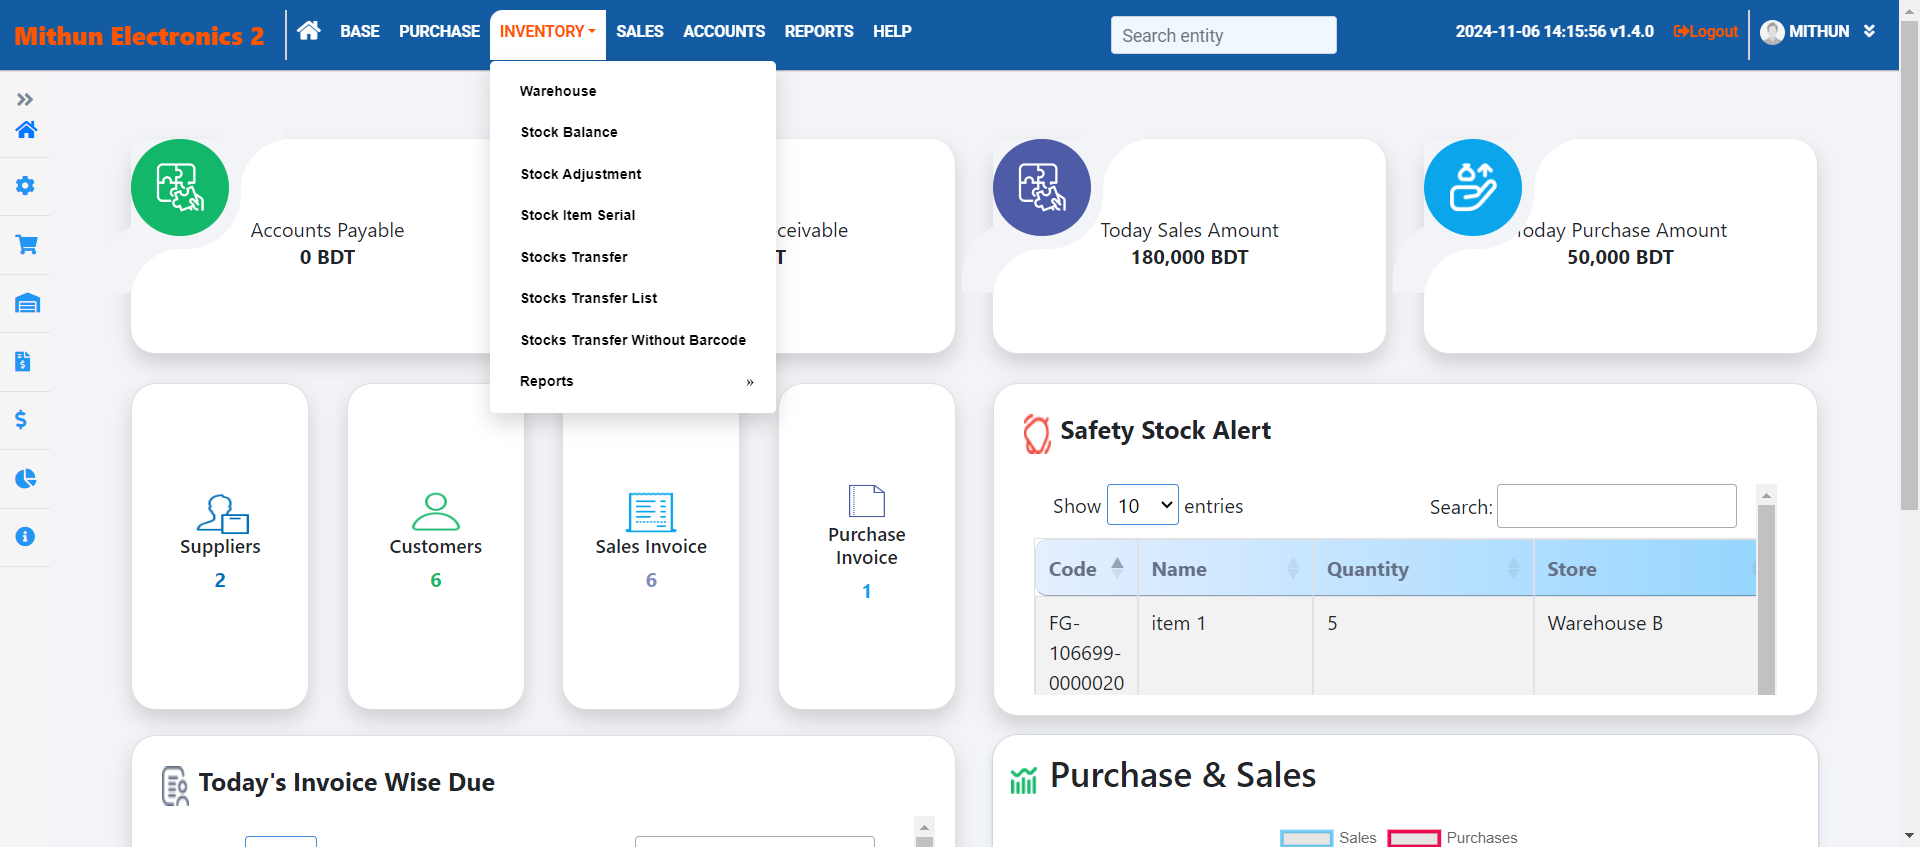 Mithun Electronics 2
BASE
PURCHASE
INVENTORY
SALES
ACCOUNTS
REPORTS
HELP
Search entity
2024-11-06 14:15:56 v1.4.0
Logout
MITHUN
Warehouse
Stock Balance
Stock Adjustment
Stock Item Serial
Stocks Transfer
Stocks Transfer List
Stocks Transfer Without Barcode
Reports »
Accounts Payable
0 BDT
ceivable
T
Today Sales Amount
180,000 BDT
Today Purchase Amount
50,000 BDT
Suppliers
2
Customers
6
Sales Invoice
6
Purchase
Invoice
1
Safety Stock Alert
Show 10 entries
Search:
Code Name Quantity Store
FG-
106699-
0000020
item 1
5
Warehouse B
Today's Invoice Wise Due
Purchase & Sales
Sales
Purchases